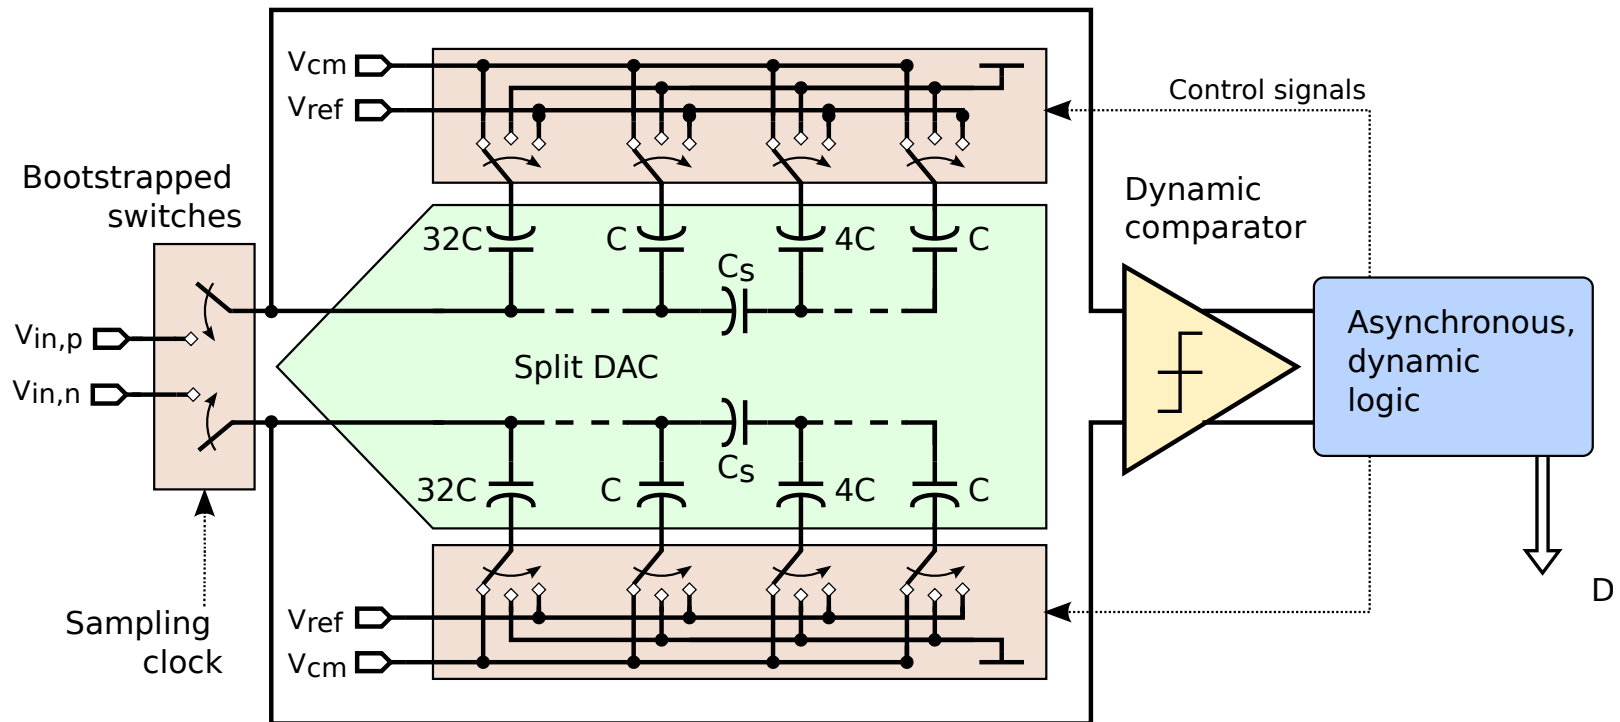 Vcm
Vref
Control signals
Bootstrapped
switches
Dynamic
comparator
32C
C
4C
C
Cs
Vin,p
Vin,n
Split DAC
Asynchronous,
dynamic
logic
Cs
32C
C
4C
C
D
Sampling
clock
Vref
Vcm